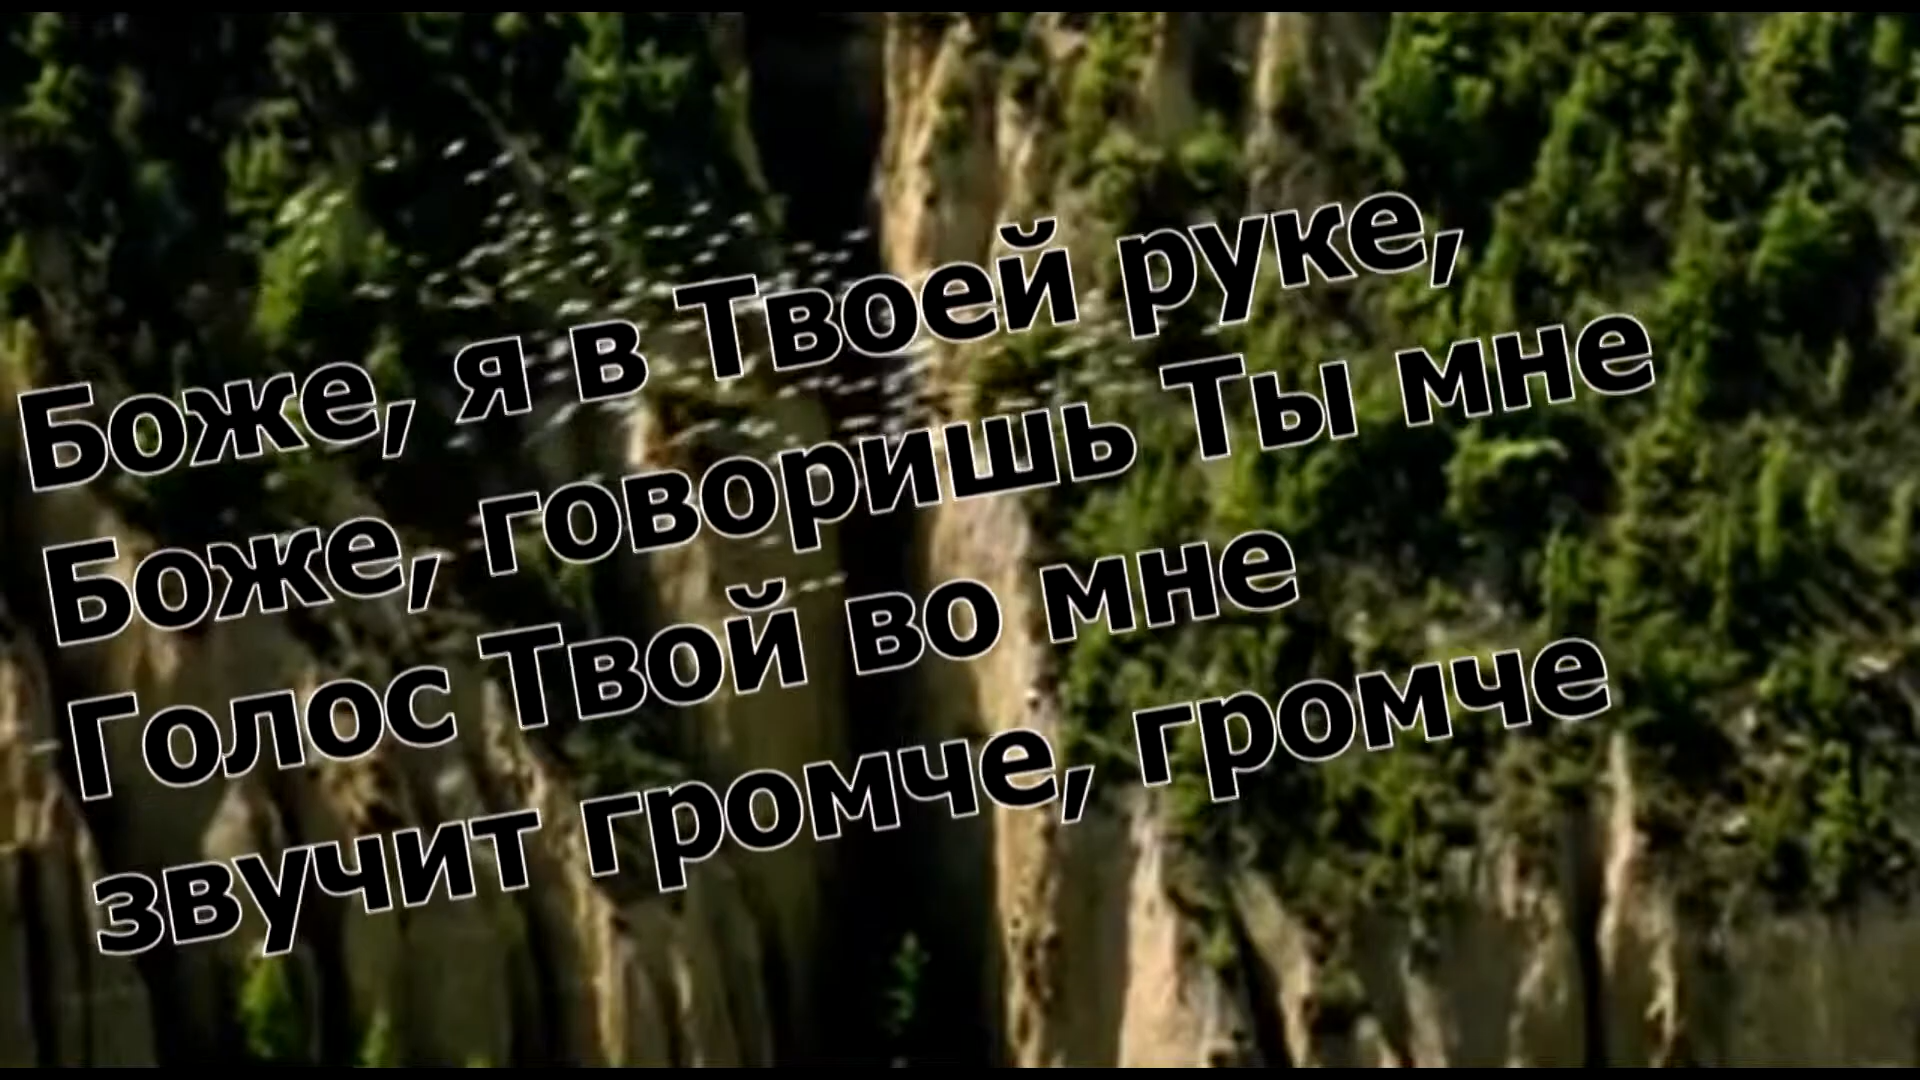 Боже, я в Твоей руке,
Боже, говоришь Ты мне
Голос Твой во мне
звучит громче, громче